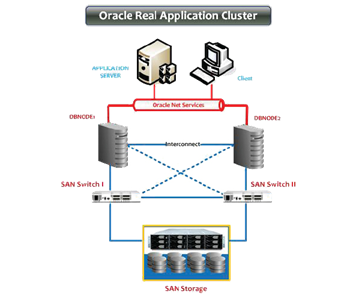 Oracle Real Application Cluster
APPLICATION
SERVER
Client
Oracle Net Services
DBNODE1
DBNODE2
Interconnect
SAN Switch I
SAN Switch II
SAN Storage